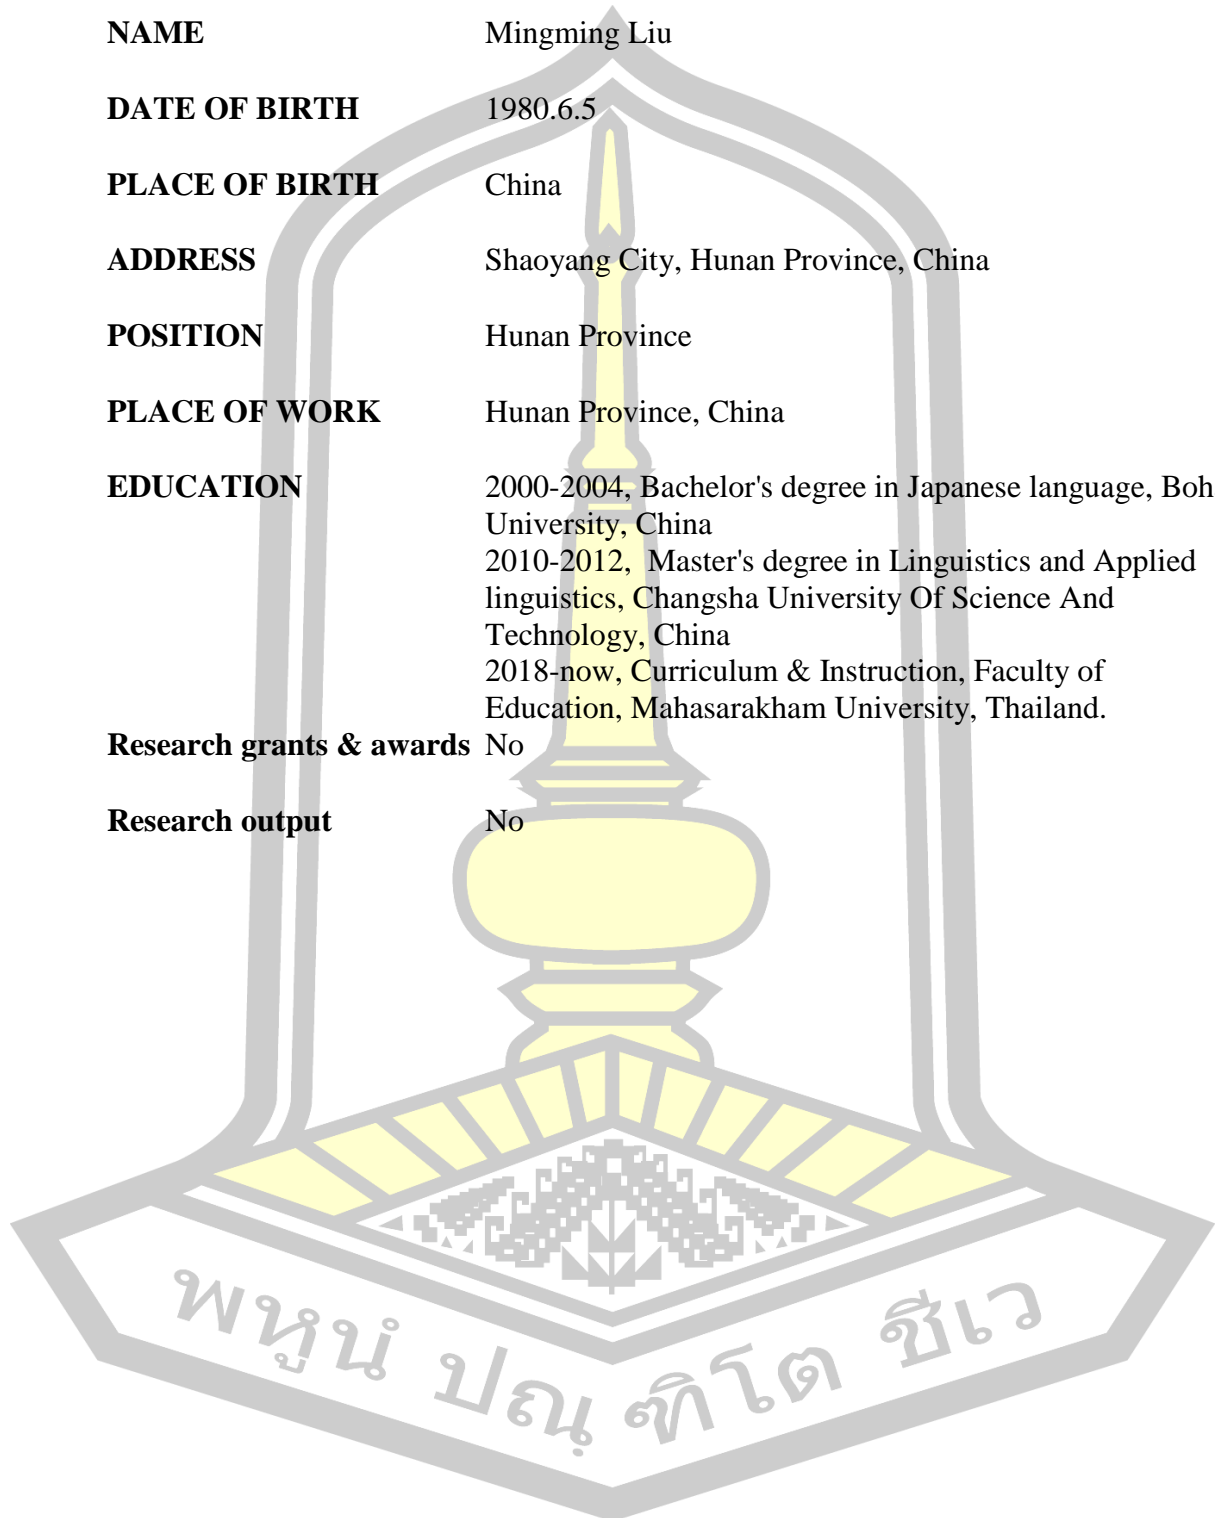 NAME Mingming Liu
DATE OF BIRTH 1980.6.5
PLACE OF BIRTH China
ADDRESS Shaoyang City, Hunan Province, China
POSITION Hunan Province
PLACE OF WORK Hunan Province, China
EDUCATION 2000-2004, Bachelor's degree in Japanese language, Boh
University, China
2010-2012, Master's degree in Linguistics and Applied
linguistics, Changsha University Of Science And
Technology, China
2018-now, Curriculum & Instruction, Faculty of
Education, Mahasarakham University, Thailand.
Research grants & awards No
Research output No
พหูนํ ปณฺ ฑิโต ชีเว